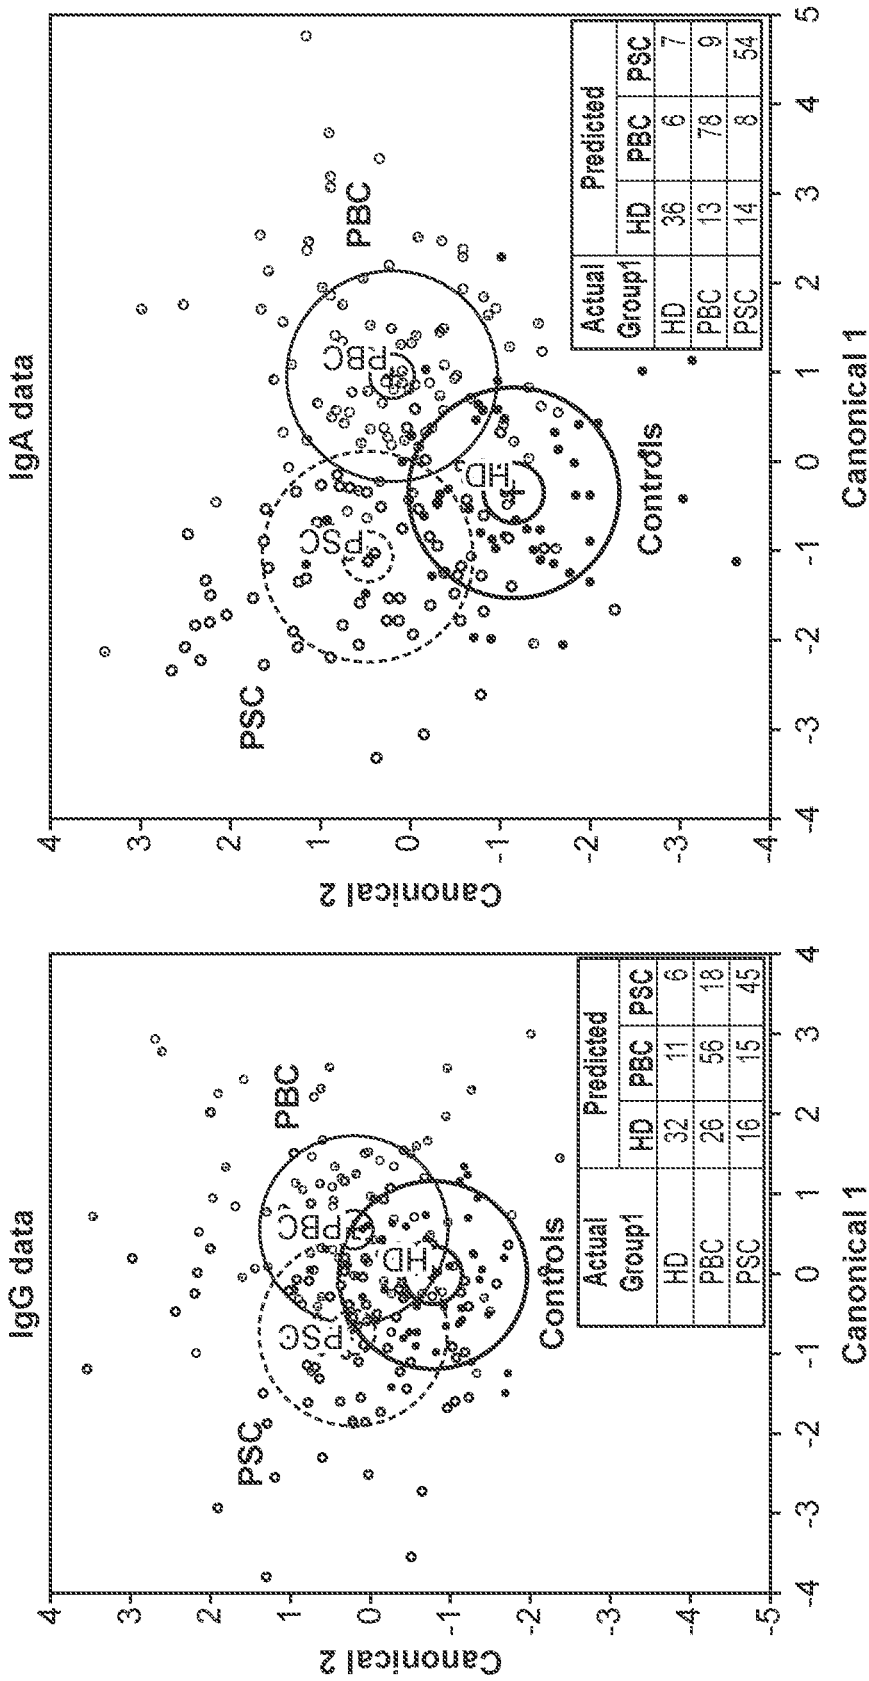 IgG data
4
3
2
1
0
-1
-2
-3
-4
-5
Canonical 2
-4 -3 -2 -1 0 1 2 3 4
Canonical 1
PSC
PBC
Controls
PSC
PBC
HD
Actual Predicted
Group1 HD PBC PSC
HD 32 11 6
PBC 26 56 18
PSC 16 15 45
IgA data
4
3
2
1
0
-1
-2
-3
-4
Canonical 2
-4 -3 -2 -1 0 1 2 3 4 5
Canonical 1
PSC
PBC
Controls
PSC
PBC
HD
Actual Predicted
Group1 HD PBC PSC
HD 36 6 7
PBC 13 78 9
PSC 14 8 54